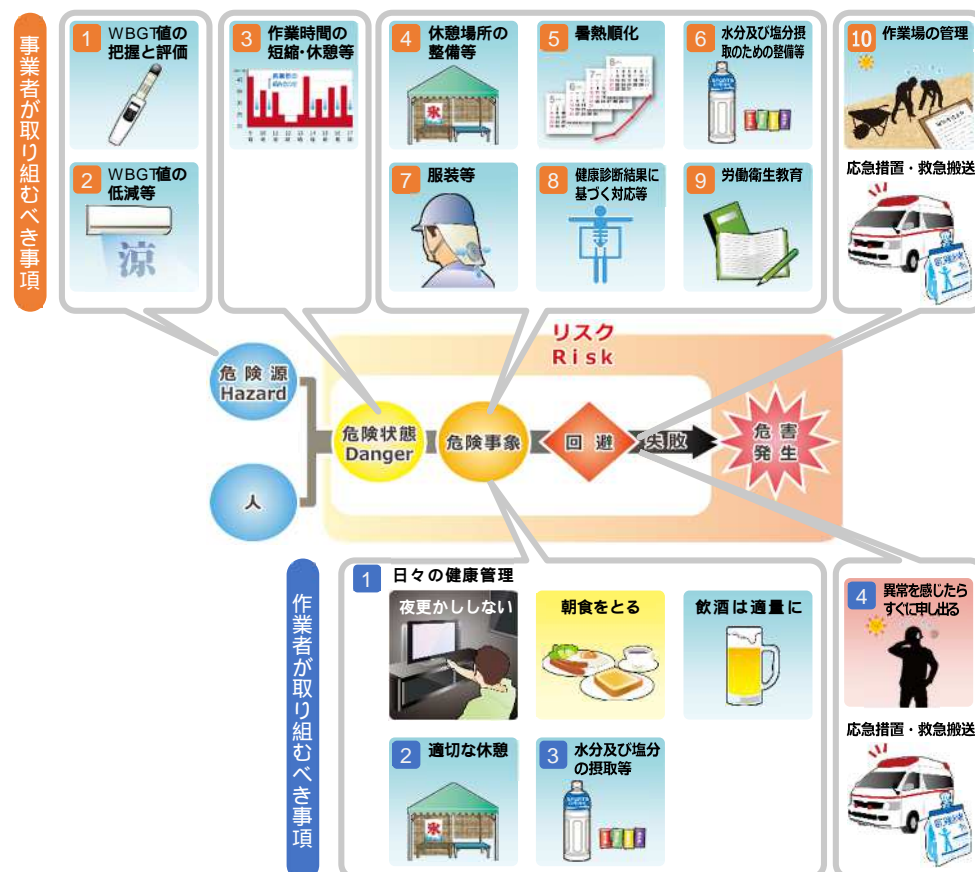 事業者が取り組むべき事項
1 WBGT値の
把握と評価
2 WBGT値の
低減等
涼
3 作業時間の
短縮・休憩等
4 休憩場所の
整備等
氷
5 暑熱順化
6 水分及び塩分摂
取のための整備等
7 服装等
8 健康診断結果に
基づく対応等
9 労働衛生教育
10 作業場の管理
応急措置・救急搬送
リスク
Risk
危険源
Hazard
人
危険状態
Danger
危険事象
回避
失敗
危害
発生
作業者が取り組むべき事項
1 日々の健康管理
夜更かししない
朝食をとる
飲酒は適量に
2 適切な休憩
氷
3 水分及び塩分
の摂取等
4 異常を感じたら
すぐに申し出る
応急措置・救急搬送